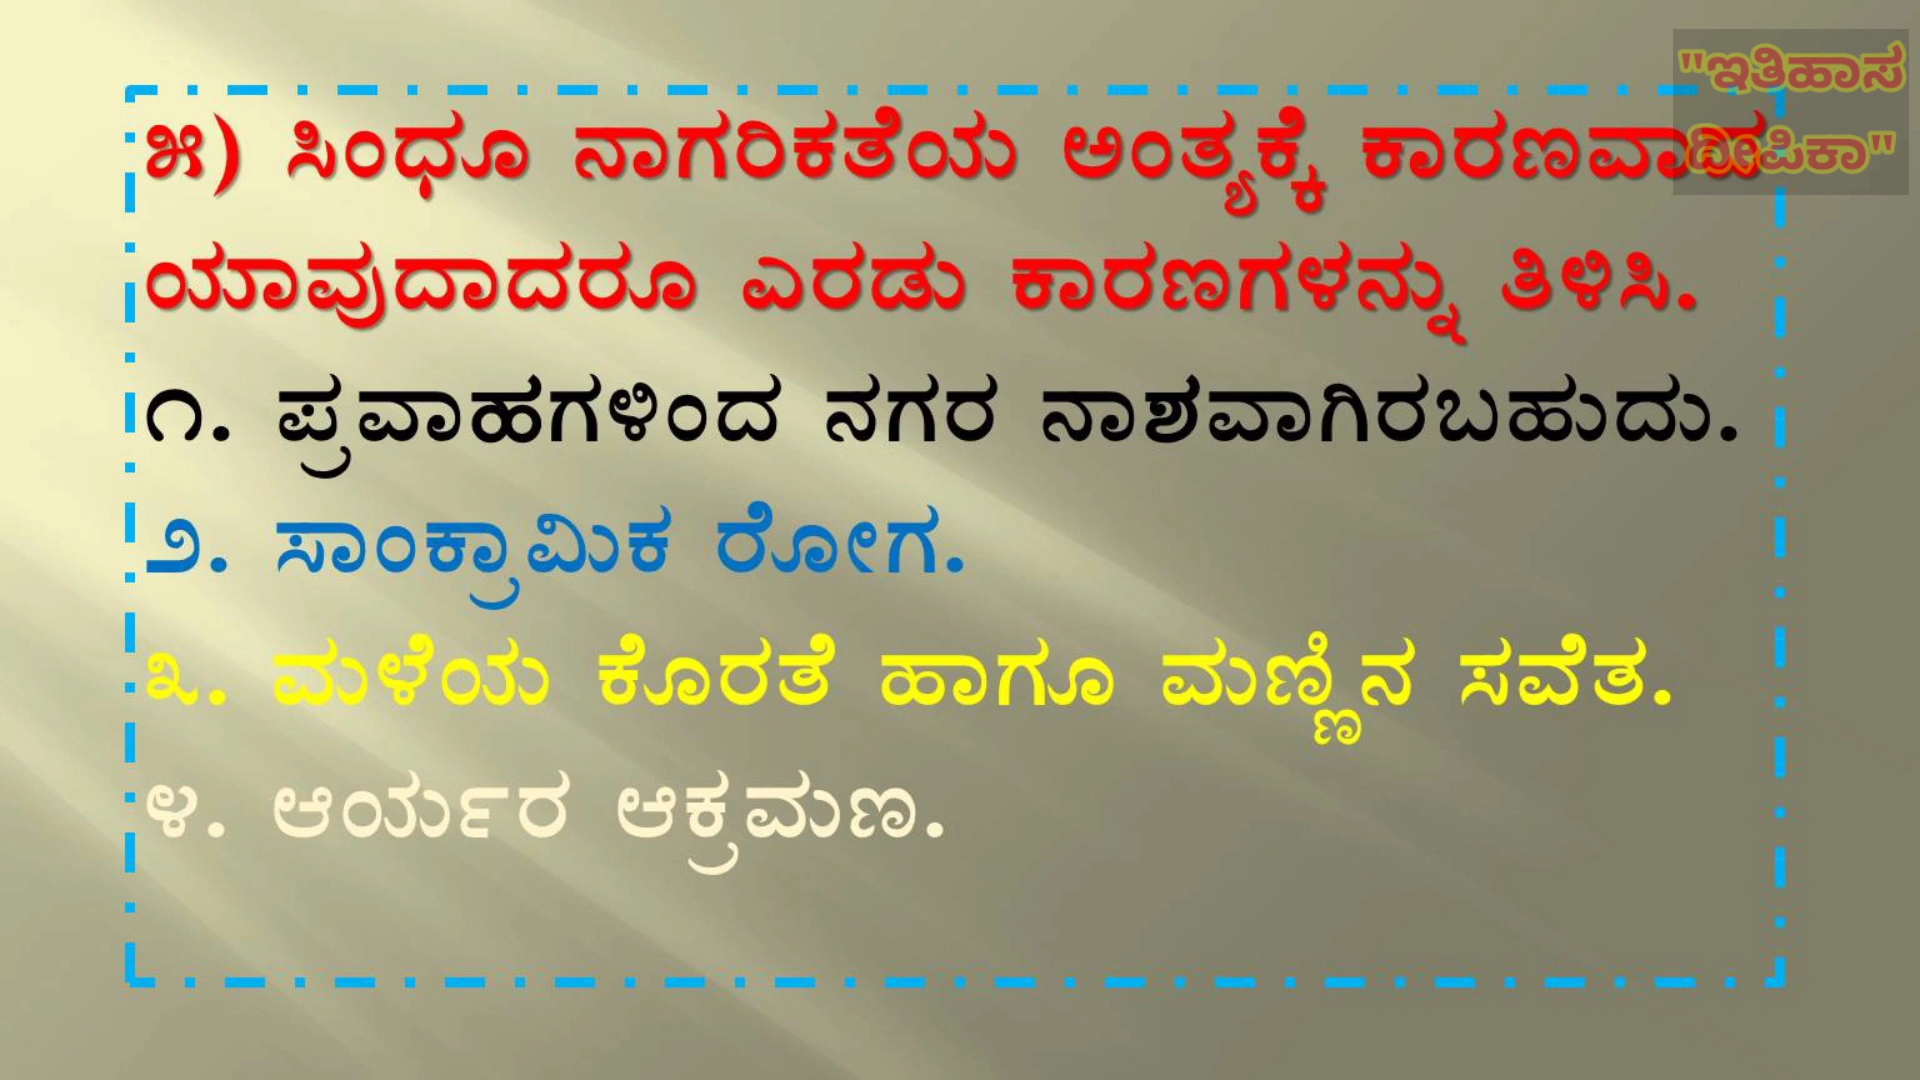 "ಇತಿಹಾಸ
ದೀಪಿಕಾ"
೫) ಸಿಂಧೂ ನಾಗರಿಕತೆಯ ಅಂತ್ಯಕ್ಕೆ ಕಾರಣವಾದ
ಯಾವುದಾದರೂ ಎರಡು ಕಾರಣಗಳನ್ನು ತಿಳಿಸಿ.
೧. ಪ್ರವಾಹಗಳಿಂದ ನಗರ ನಾಶವಾಗಿರಬಹುದು.
೨. ಸಾಂಕ್ರಾಮಿಕ ರೋಗ.
೩. ಮಳೆಯ ಕೊರತೆ ಹಾಗೂ ಮಣ್ಣಿನ ಸವೆತ.
೪. ಆರ್ಯರ ಆಕ್ರಮಣ.